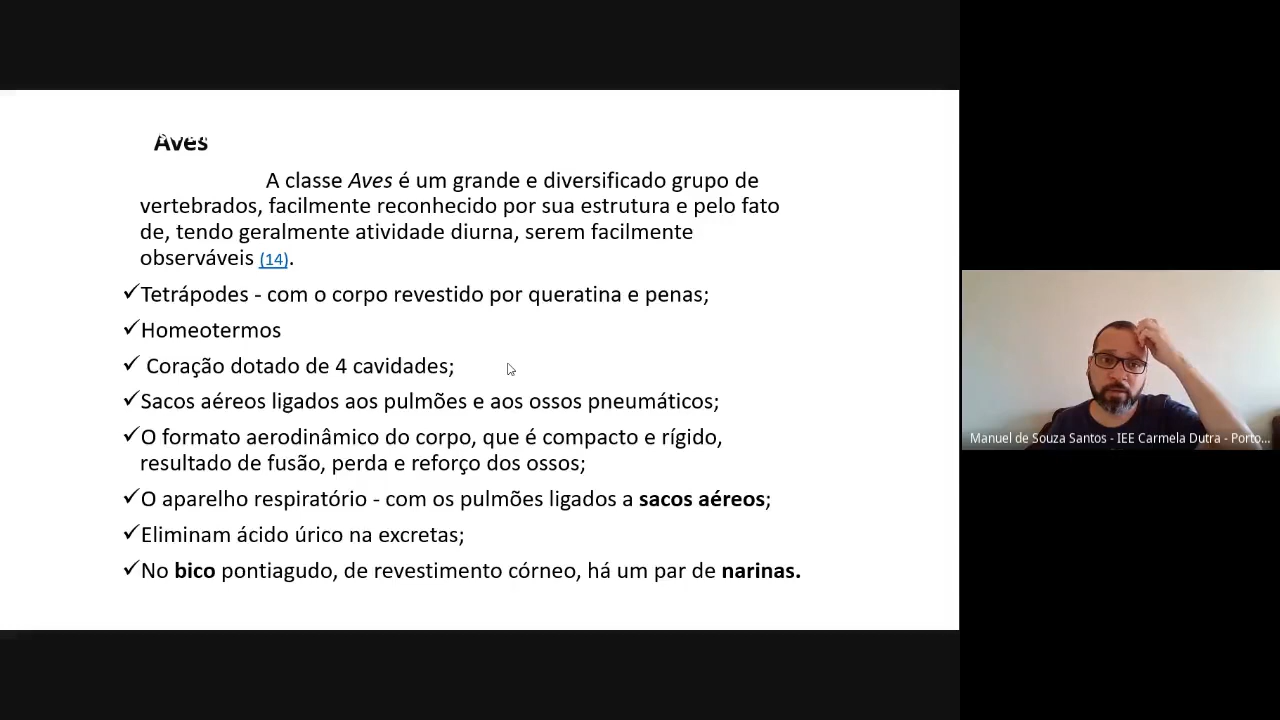 Aves
A classe Aves é um grande e diversificado grupo de
vertebrados, facilmente reconhecido por sua estrutura e pelo fato
de, tendo geralmente atividade diurna, serem facilmente
observáveis (14).
✓Tetrápodes - com o corpo revestido por queratina e penas;
✓Homeotermos
✓ Coração dotado de 4 cavidades;
✓Sacos aéreos ligados aos pulmões e aos ossos pneumáticos;
✓O formato aerodinâmico do corpo, que é compacto e rígido,
resultado de fusão, perda e reforço dos ossos;
✓O aparelho respiratório - com os pulmões ligados a sacos aéreos;
✓Eliminam ácido úrico na excretas;
✓No bico pontiagudo, de revestimento córneo, há um par de narinas.
Manuel de Souza Santos - IEE Carmela Dutra - Porto...